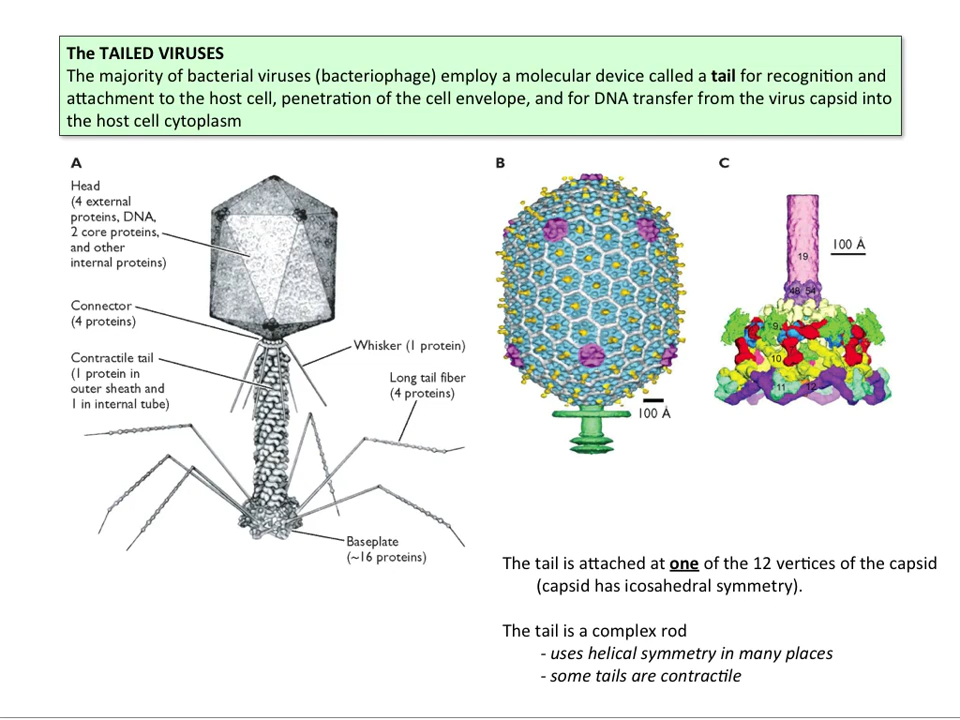 The TAILED VIRUSES
The majority of bacterial viruses (bacteriophage) employ a molecular device called a tail for recognition and
attachment to the host cell, penetration of the cell envelope, and for DNA transfer from the virus capsid into
the host cell cytoplasm
A
Head
(4 external
proteins, DNA,
2 core proteins,
and other
internal proteins)
Connector
(4 proteins)
Contractile tail
(1 protein in
outer sheath and
1 in internal tube)
Whisker (1 protein)
Long tail fiber
(4 proteins)
Baseplate
(~16 proteins)
B
100 Å
C
100 Å
19
48 54
9
10
11 12
The tail is attached at one of the 12 vertices of the capsid
(capsid has icosahedral symmetry).
The tail is a complex rod
- uses helical symmetry in many places
- some tails are contractile